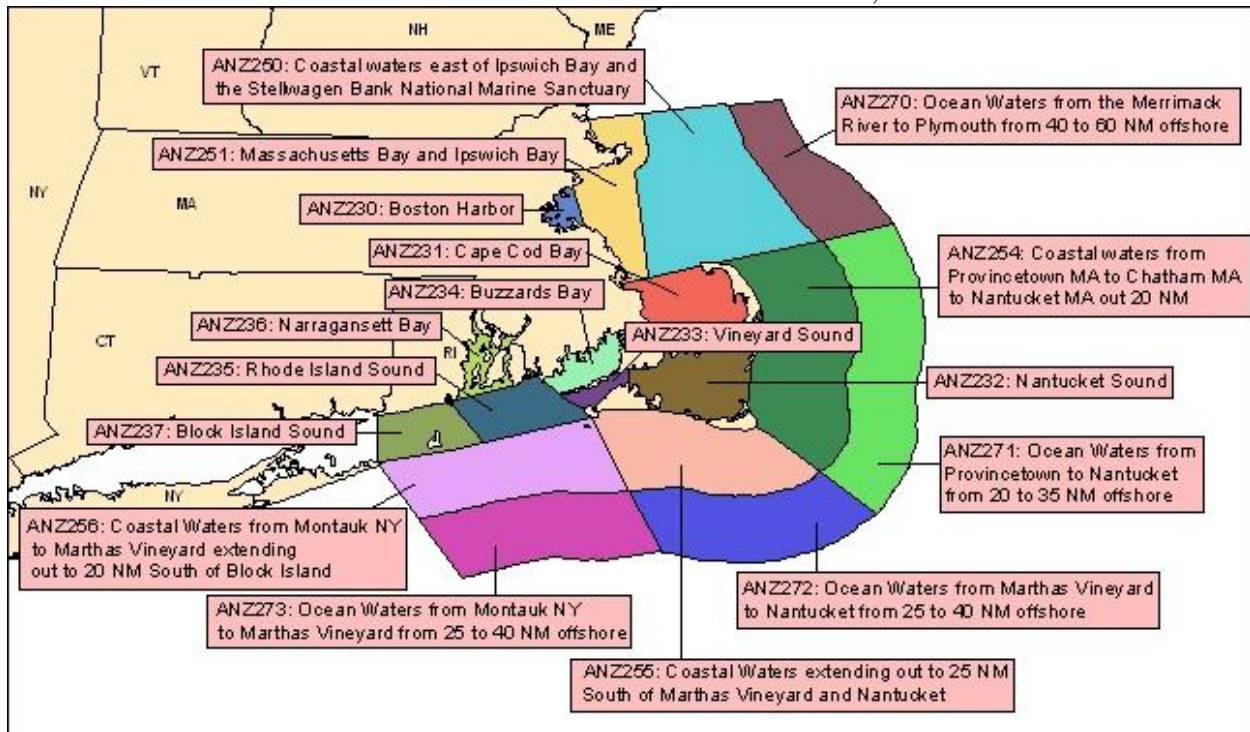 NH
ME
VT
ANZ250: Coastal waters east of Ipswich Bay and
the Stellwagen Bank National Marine Sanctuary
ANZ270: Ocean Waters from the Merrimack
River to Plymouth from 40 to 60 NM offshore
ANZ251: Massachusetts Bay and Ipswich Bay
NY
MA
ANZ230: Boston Harbor
ANZ231: Cape Cod Bay
ANZ254: Coastal waters from
Provincetown MA to Chatham MA
to Nantucket MA out 20 NM
ANZ234: Buzzards Bay
ANZ236: Narragansett Bay
ANZ233: Vineyard Sound
CT
RI
ANZ235: Rhode Island Sound
ANZ232: Nantucket Sound
ANZ237: Block Island Sound
ANZ271: Ocean Waters from
Provincetown to Nantucket
from 20 to 35 NM offshore
NY
ANZ256: Coastal Waters from Montauk NY
to Marthas Vineyard extending
out to 20 NM South of Block Island
ANZ272: Ocean Waters from Marthas Vineyard
to Nantucket from 25 to 40 NM offshore
ANZ273: Ocean Waters from Montauk NY
to Marthas Vineyard from 25 to 40 NM offshore
ANZ255: Coastal Waters extending out to 25 NM
South of Marthas Vineyard and Nantucket